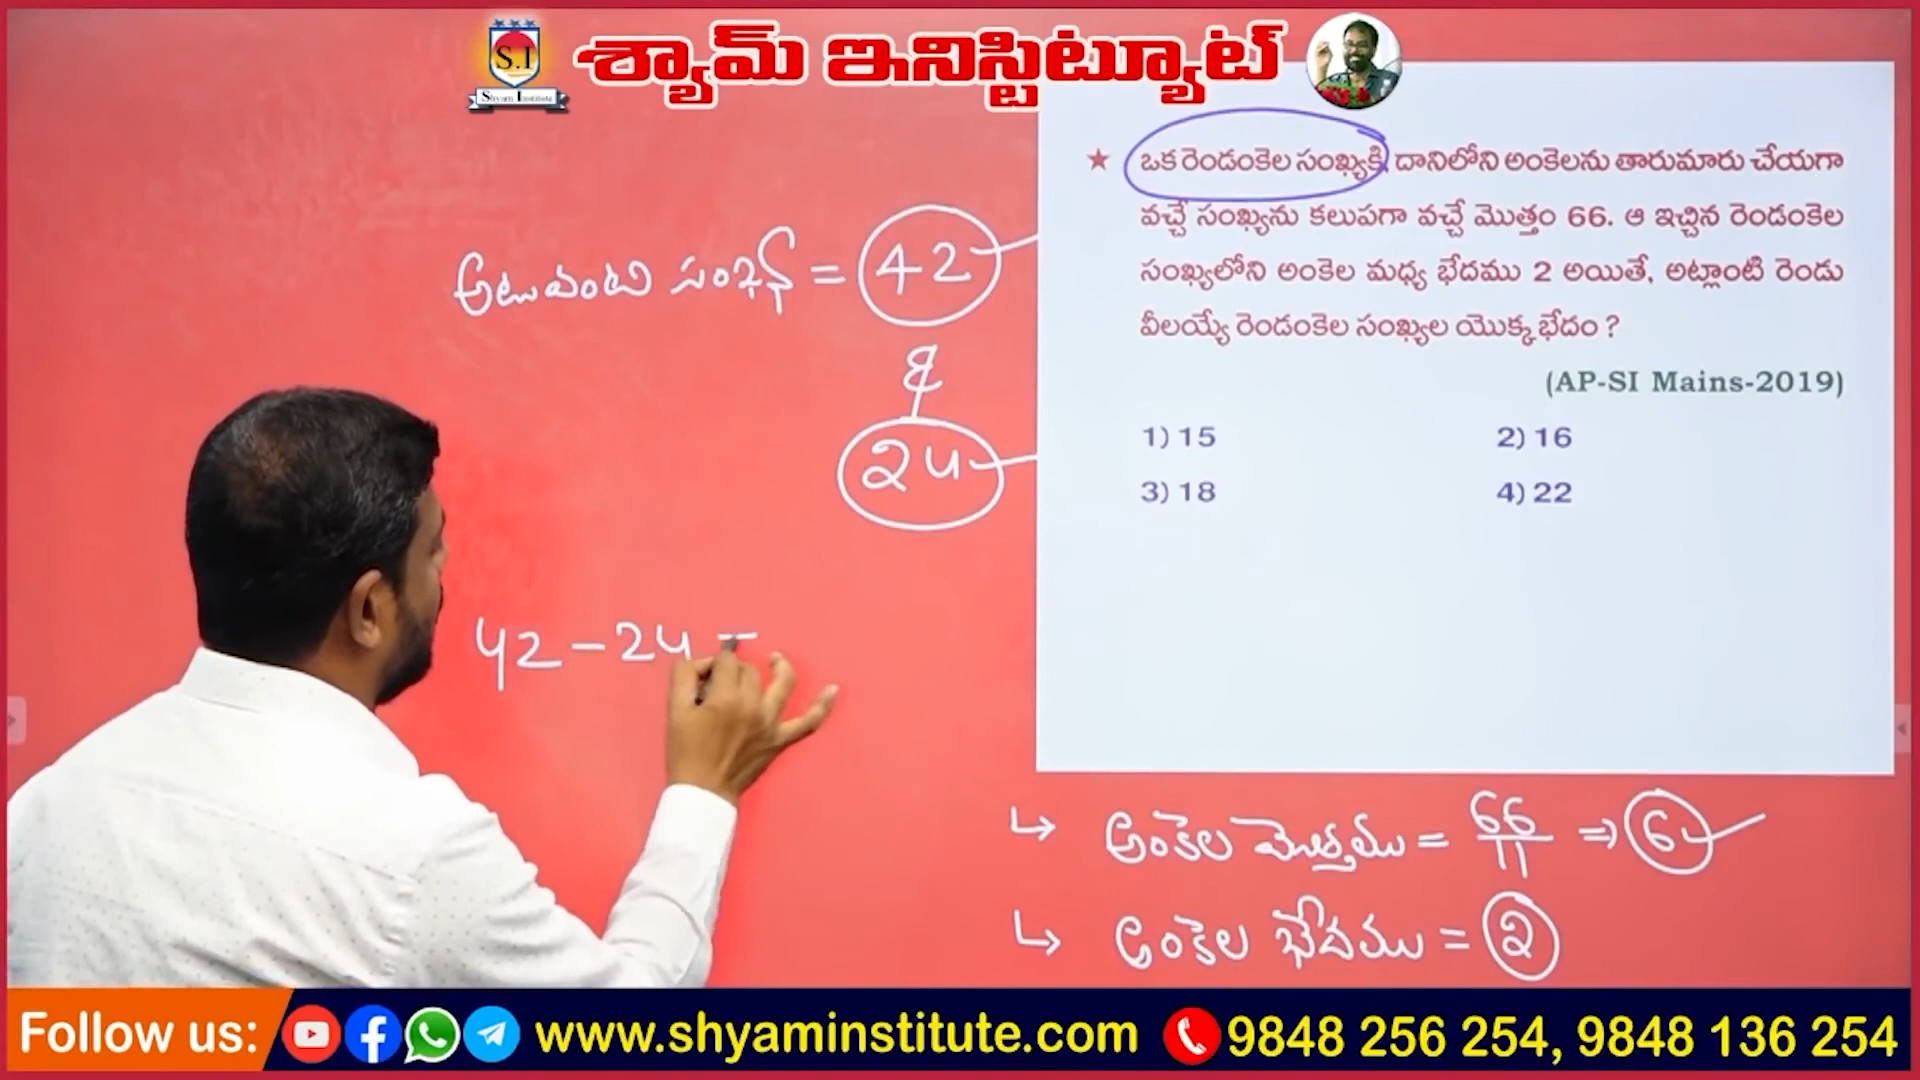 S.I
Shyam Institute
శ్యామ్ ఇనిస్టిట్యూట్
★ ఒక రెండంకెల సంఖ్యకి దానిలోని అంకెలను తారుమారు చేయగా
వచ్చే సంఖ్యను కలుపగా వచ్చే మొత్తం 66. ఆ ఇచ్చిన రెండంకెల
సంఖ్యలోని అంకెల మధ్య భేదము 2 అయితే, అట్లాంటి రెండు
వీలయ్యే రెండంకెల సంఖ్యల యొక్క భేదం ?
(AP-SI Mains-2019)
1) 15 2) 16
3) 18 4) 22
అటువంటి సంఖ్య = 42
&
24
42 - 24 =
↳ అంకెల మొత్తము = 66/11 ⇒ 6
↳ అంకెల భేదము = 2
Follow us: www.shyaminstitute.com 9848 256 254, 9848 136 254